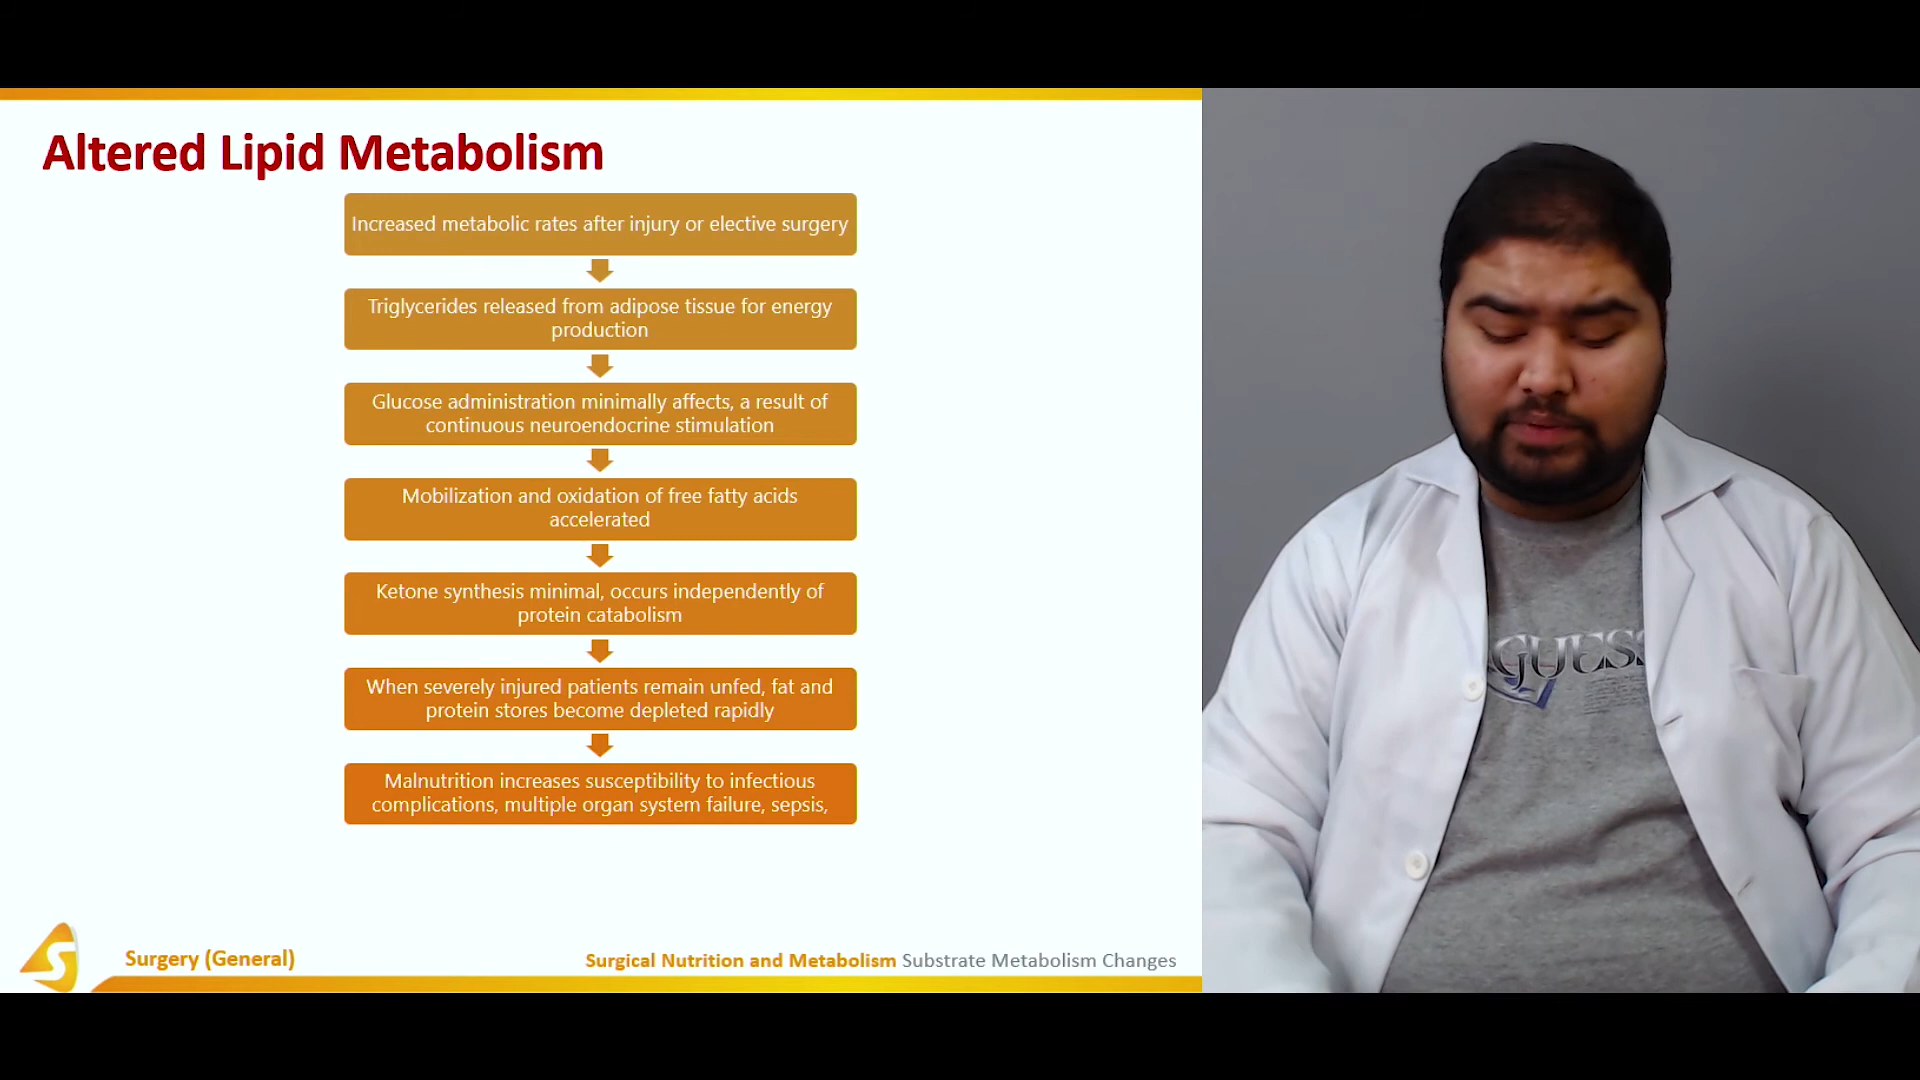 Altered Lipid Metabolism
Increased metabolic rates after injury or elective surgery
Triglycerides released from adipose tissue for energy
production
Glucose administration minimally affects, a result of
continuous neuroendocrine stimulation
Mobilization and oxidation of free fatty acids
accelerated
Ketone synthesis minimal, occurs independently of
protein catabolism
When severely injured patients remain unfed, fat and
protein stores become depleted rapidly
Malnutrition increases susceptibility to infectious
complications, multiple organ system failure, sepsis,
S
Surgery (General)
Surgical Nutrition and Metabolism Substrate Metabolism Changes
GUESS